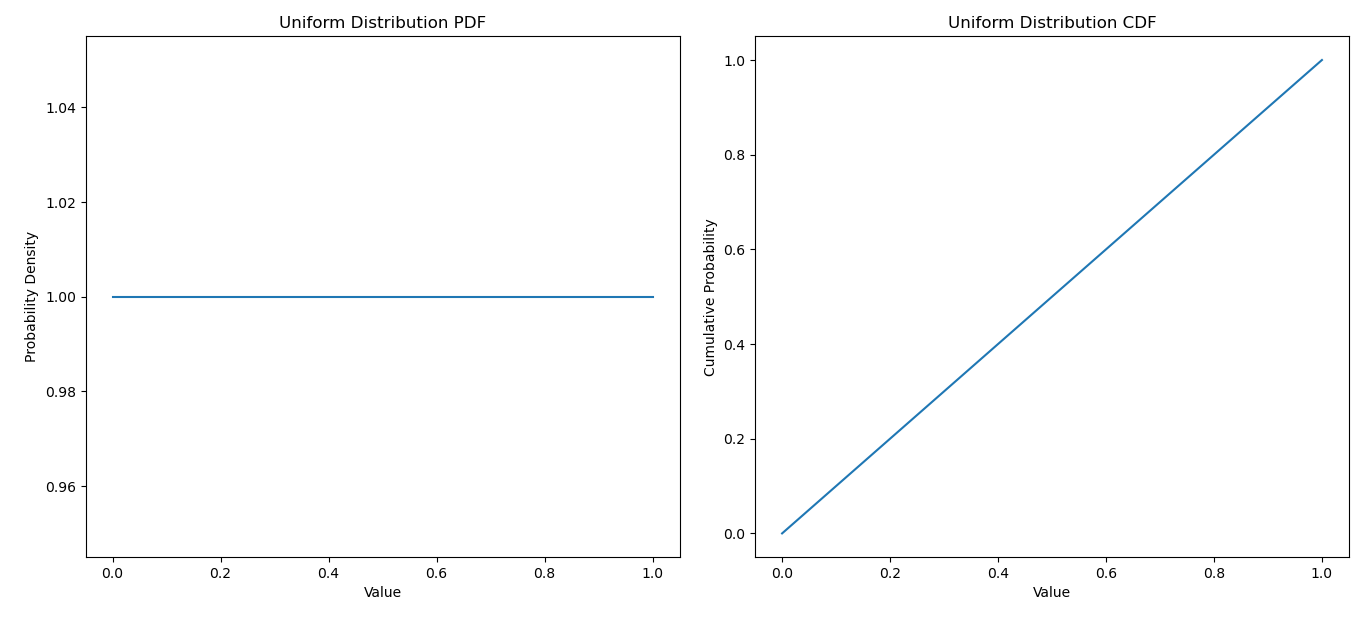 Uniform Distribution PDF
Probability Density
1.04
1.02
1.00
0.98
0.96
0.0 0.2 0.4 0.6 0.8 1.0
Value
Uniform Distribution CDF
Cumulative Probability
1.0
0.8
0.6
0.4
0.2
0.0
0.0 0.2 0.4 0.6 0.8 1.0
Value